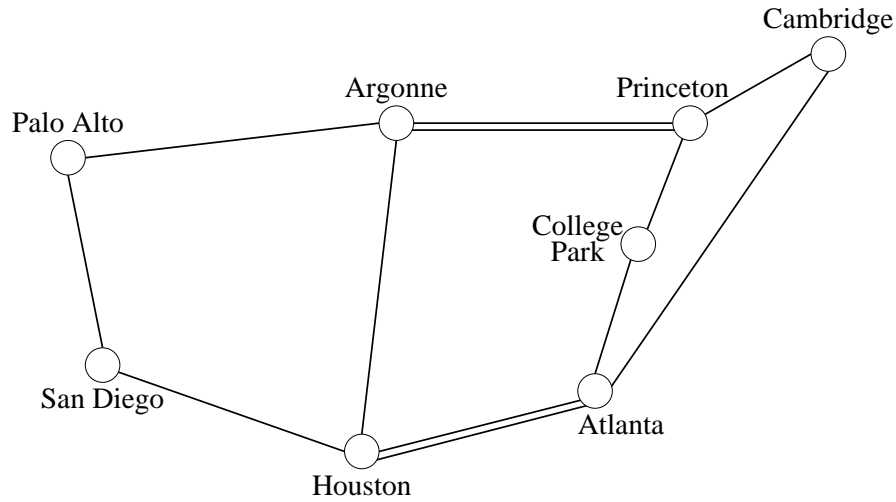 Cambridge
Argonne
Princeton
Palo Alto
College
Park
San Diego
Atlanta
Houston